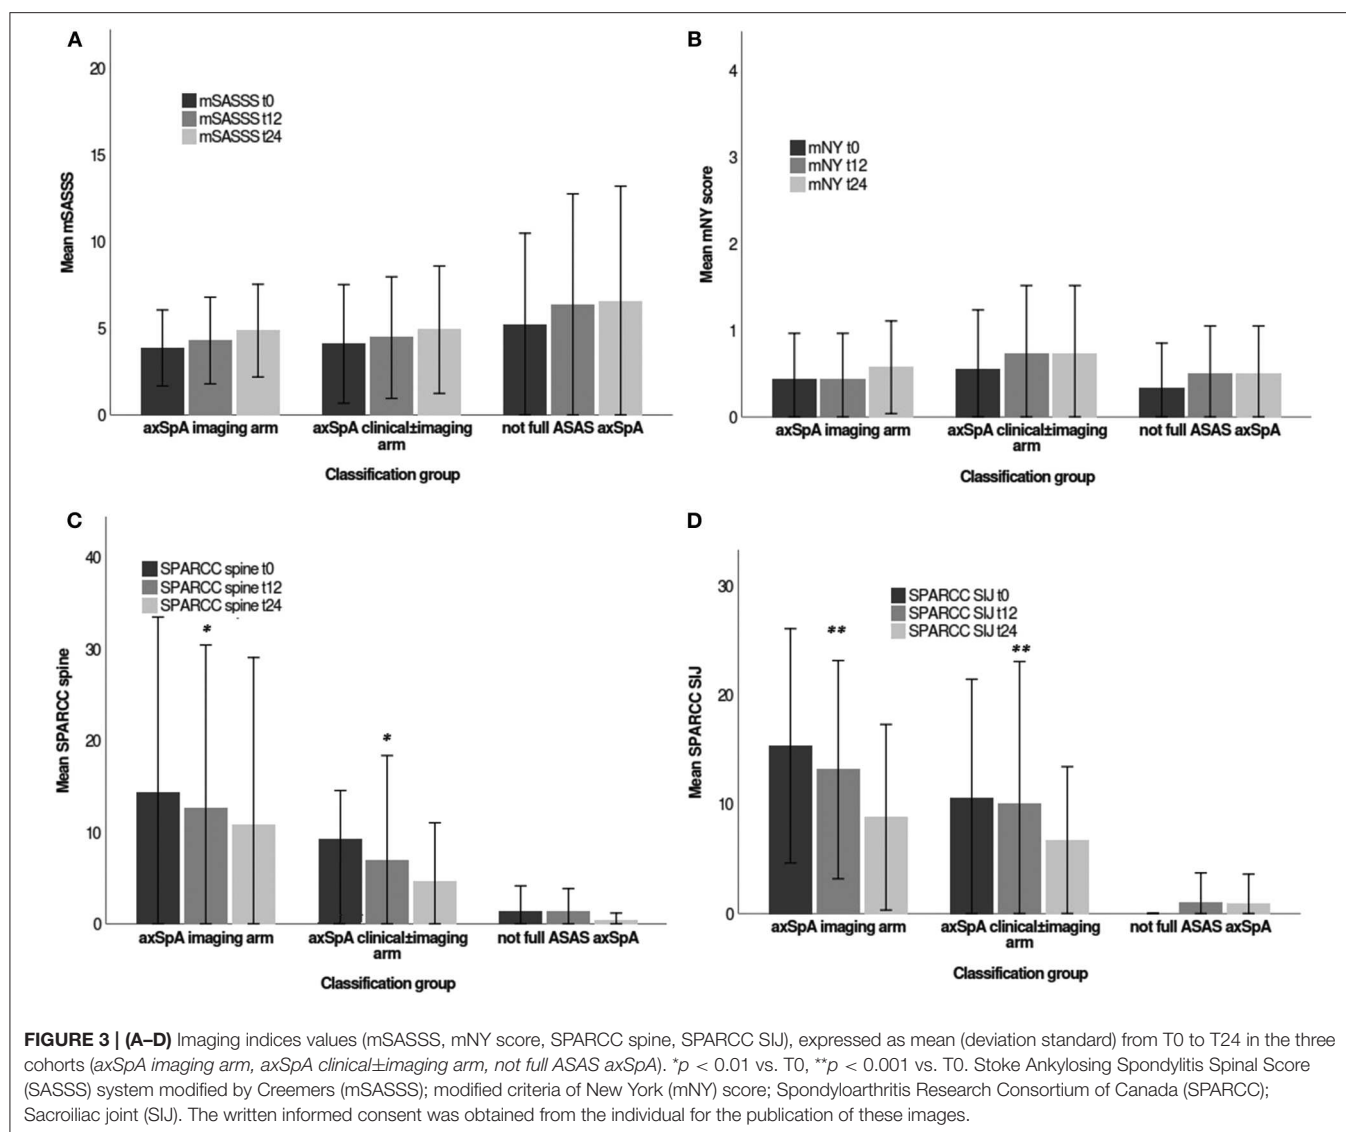 A
20
15
10
5
0
Mean mSASSS
mSASSS t0
mSASSS t12
mSASSS t24
axSpA imaging arm
axSpA clinical±imaging
arm
not full ASAS axSpA
Classification group
B
4
3
2
1
0
Mean mNY score
mNY t0
mNY t12
mNY t24
axSpA imaging arm
axSpA clinical±imaging
arm
not full ASAS axSpA
Classification group
C
40
30
20
10
0
Mean SPARCC spine
SPARCC spine t0
SPARCC spine t12
SPARCC spine t24
*
*
axSpA imaging arm
axSpA clinical±imaging
arm
not full ASAS axSpA
Classification group
D
30
20
10
0
Mean SPARCC SIJ
SPARCC SIJ t0
SPARCC SIJ t12
SPARCC SIJ t24
**
**
axSpA imaging arm
axSpA clinical±imaging
arm
not full ASAS axSpA
Classification group
FIGURE 3 | (A–D) Imaging indices values (mSASSS, mNY score, SPARCC spine, SPARCC SIJ), expressed as mean (deviation standard) from T0 to T24 in the three
cohorts (axSpA imaging arm, axSpA clinical±imaging arm, not full ASAS axSpA). *p < 0.01 vs. T0, **p < 0.001 vs. T0. Stoke Ankylosing Spondylitis Spinal Score
(SASSS) system modified by Creemers (mSASSS); modified criteria of New York (mNY) score; Spondyloarthritis Research Consortium of Canada (SPARCC);
Sacroiliac joint (SIJ). The written informed consent was obtained from the individual for the publication of these images.